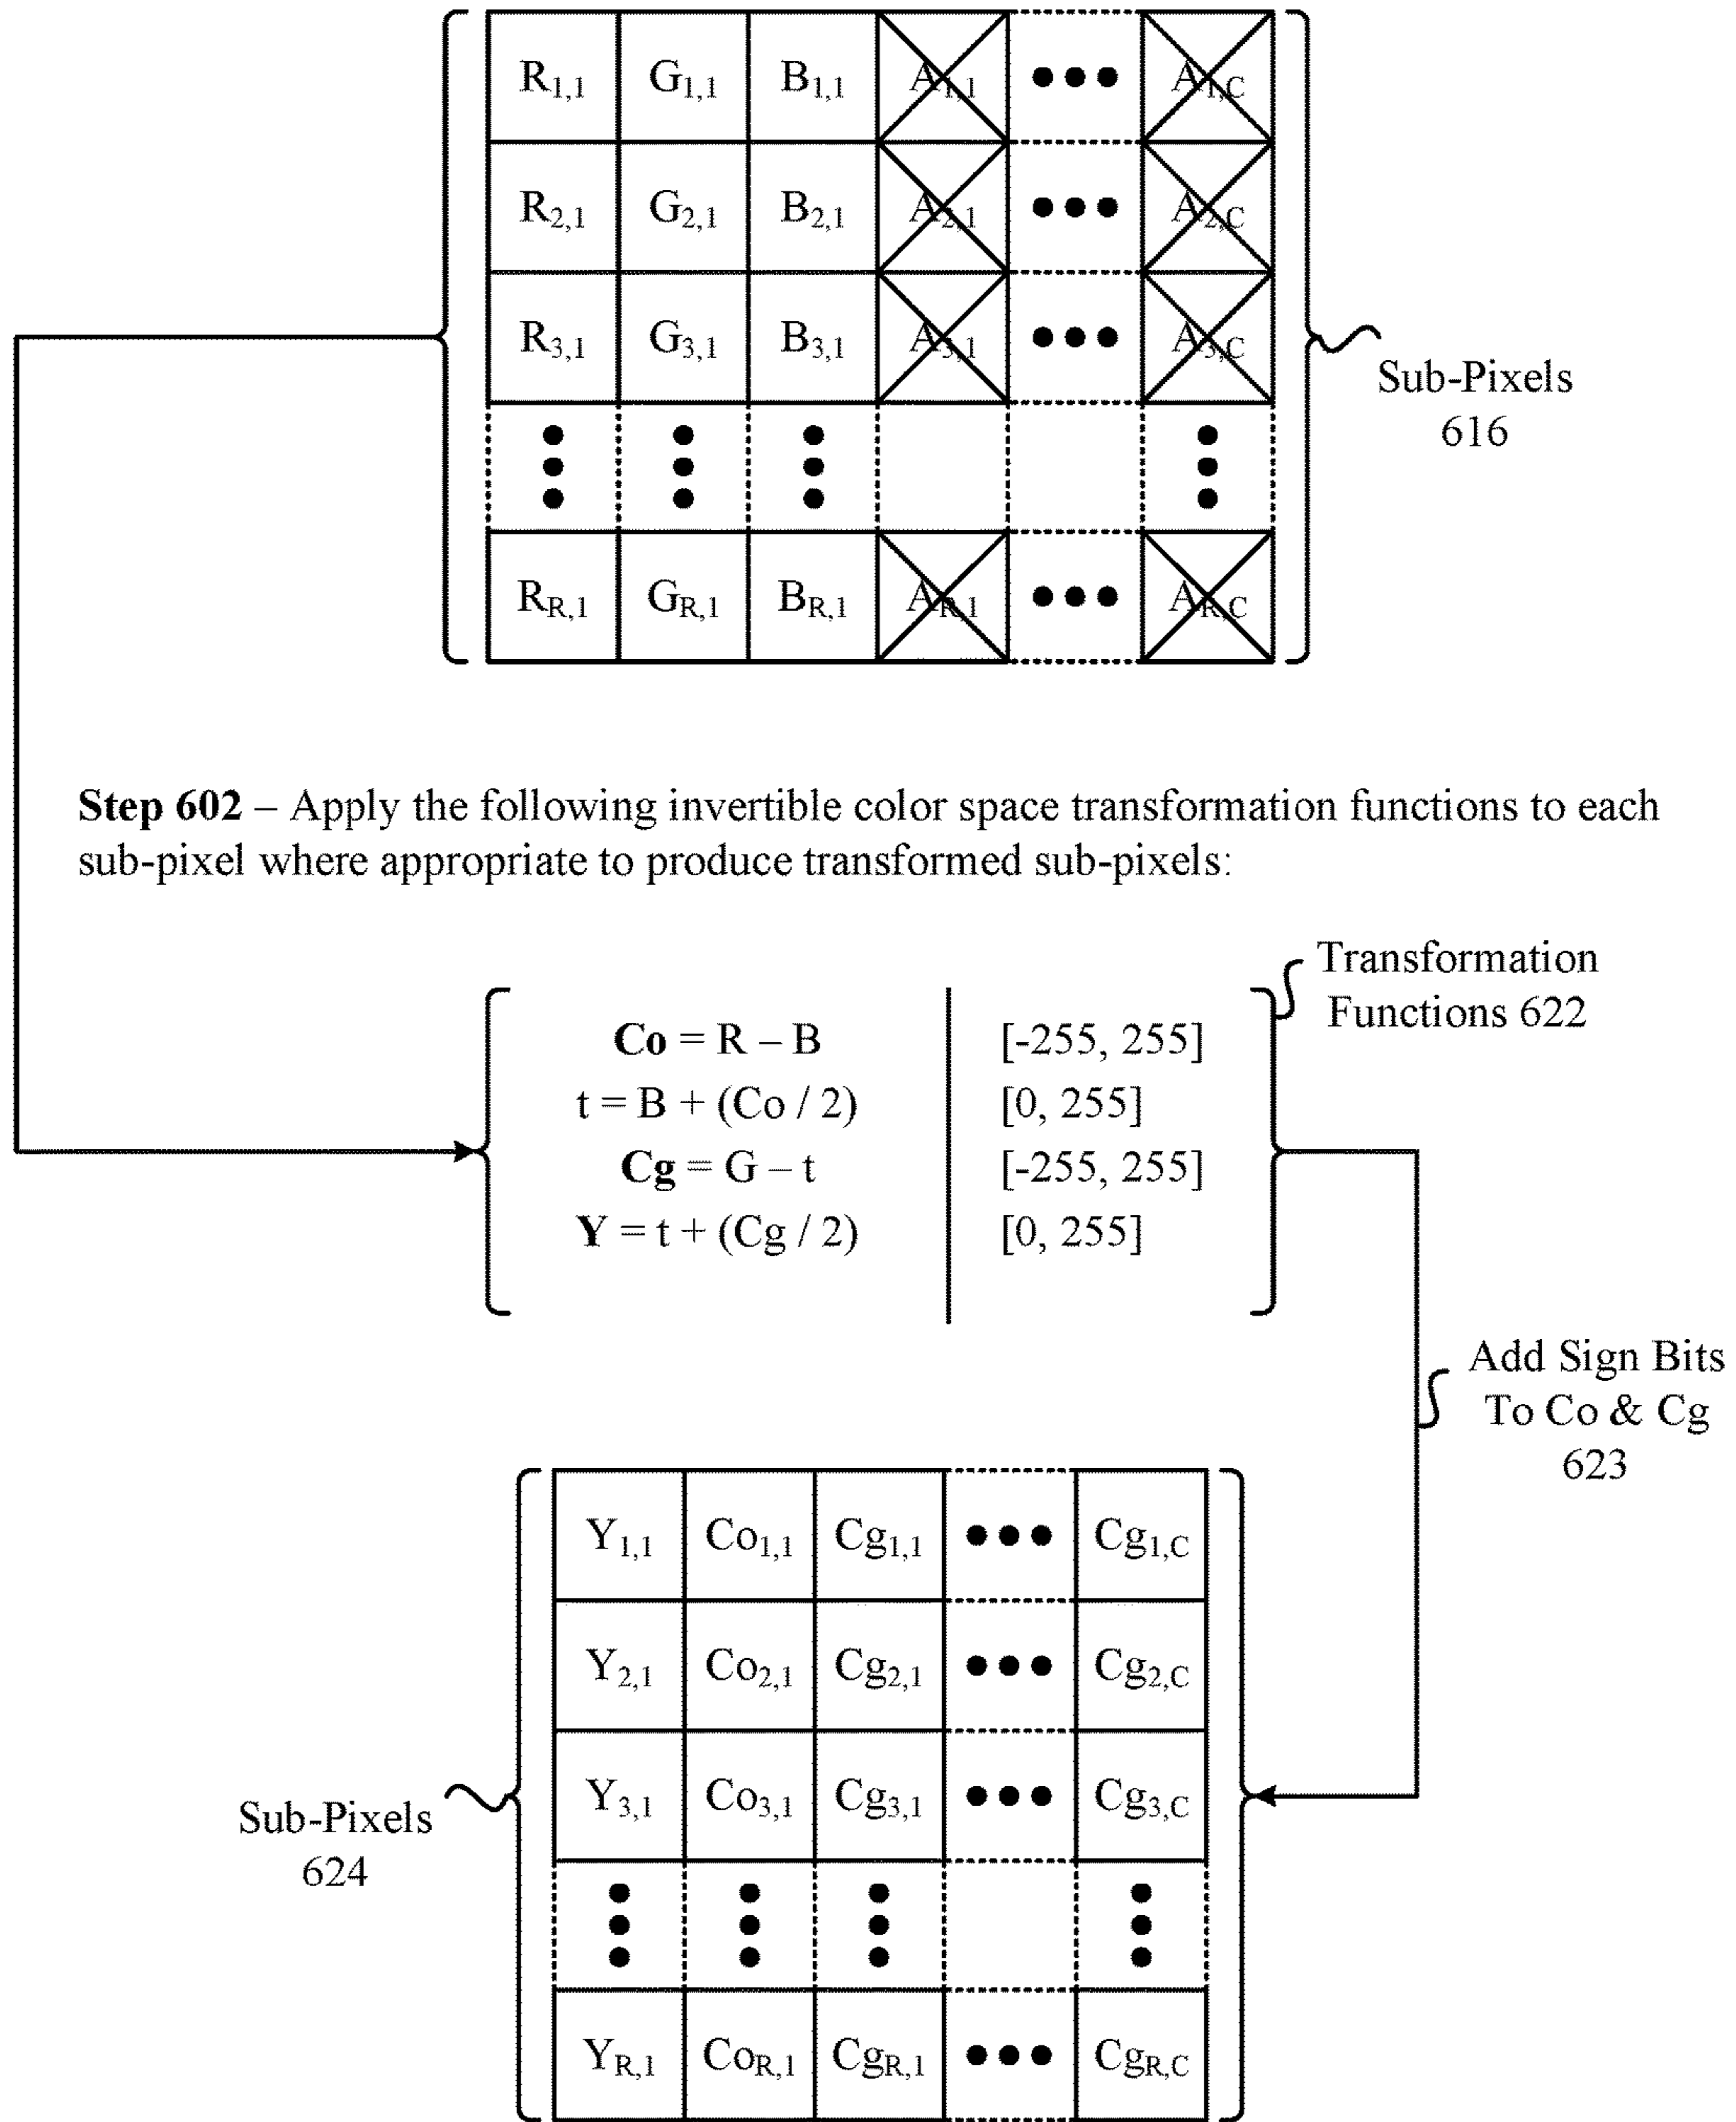 R1,1 G1,1 B1,1 A1,1 A1,C
R2,1 G2,1 B2,1 A2,1 A2,C
R3,1 G3,1 B3,1 A3,1 A3,C
Sub-Pixels
616
RR,1 GR,1 BR,1 AR,1 AR,C
Step 602 – Apply the following invertible color space transformation functions to each
sub-pixel where appropriate to produce transformed sub-pixels:
Transformation
Functions 622
Co = R – B [-255, 255]
t = B + (Co / 2) [0, 255]
Cg = G – t [-255, 255]
Y = t + (Cg / 2) [0, 255]
Add Sign Bits
To Co & Cg
623
Y1,1 Co1,1 Cg1,1 Cg1,C
Y2,1 Co2,1 Cg2,1 Cg2,C
Y3,1 Co3,1 Cg3,1 Cg3,C
Sub-Pixels
624
YR,1 CoR,1 CgR,1 CgR,C